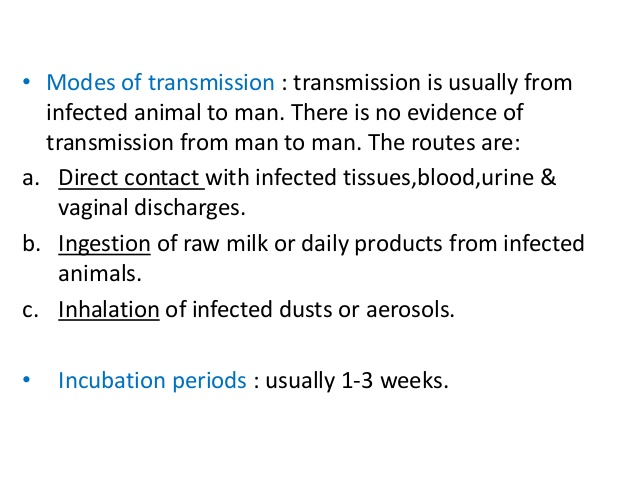 • Modes of transmission : transmission is usually from
infected animal to man. There is no evidence of
transmission from man to man. The routes are:
a. Direct contact with infected tissues,blood,urine &
vaginal discharges.
b. Ingestion of raw milk or daily products from infected
animals.
c. Inhalation of infected dusts or aerosols.
• Incubation periods : usually 1-3 weeks.